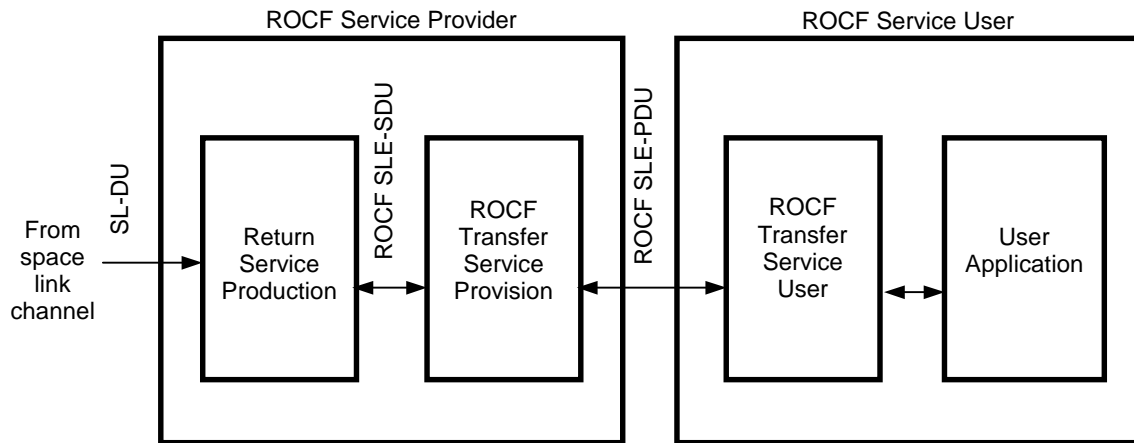 ROCF Service Provider
ROCF Service User
SL-DU
From
space
link
channel
Return
Service
Production
ROCF SLE-SDU
ROCF
Transfer
Service
Provision
ROCF SLE-PDU
ROCF
Transfer
Service
User
User
Application